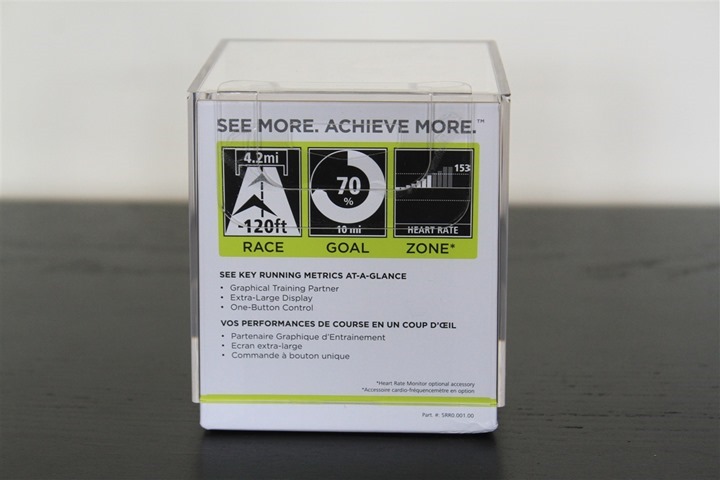 SEE MORE. ACHIEVE MORE.™
4.2mi
-120ft
RACE
70
%
10 mi
GOAL
153
HEART RATE
ZONE*
SEE KEY RUNNING METRICS AT-A-GLANCE
• Graphical Training Partner
• Extra-Large Display
• One-Button Control
VOS PERFORMANCES DE COURSE EN UN COUP D'ŒIL
• Partenaire Graphique d'Entrainement
• Ecran extra-large
• Commande à bouton unique
*Heart Rate Monitor optional accessory
*Accessoire cardio-fréquencemètre en option
Part. #: SRR0.001.00